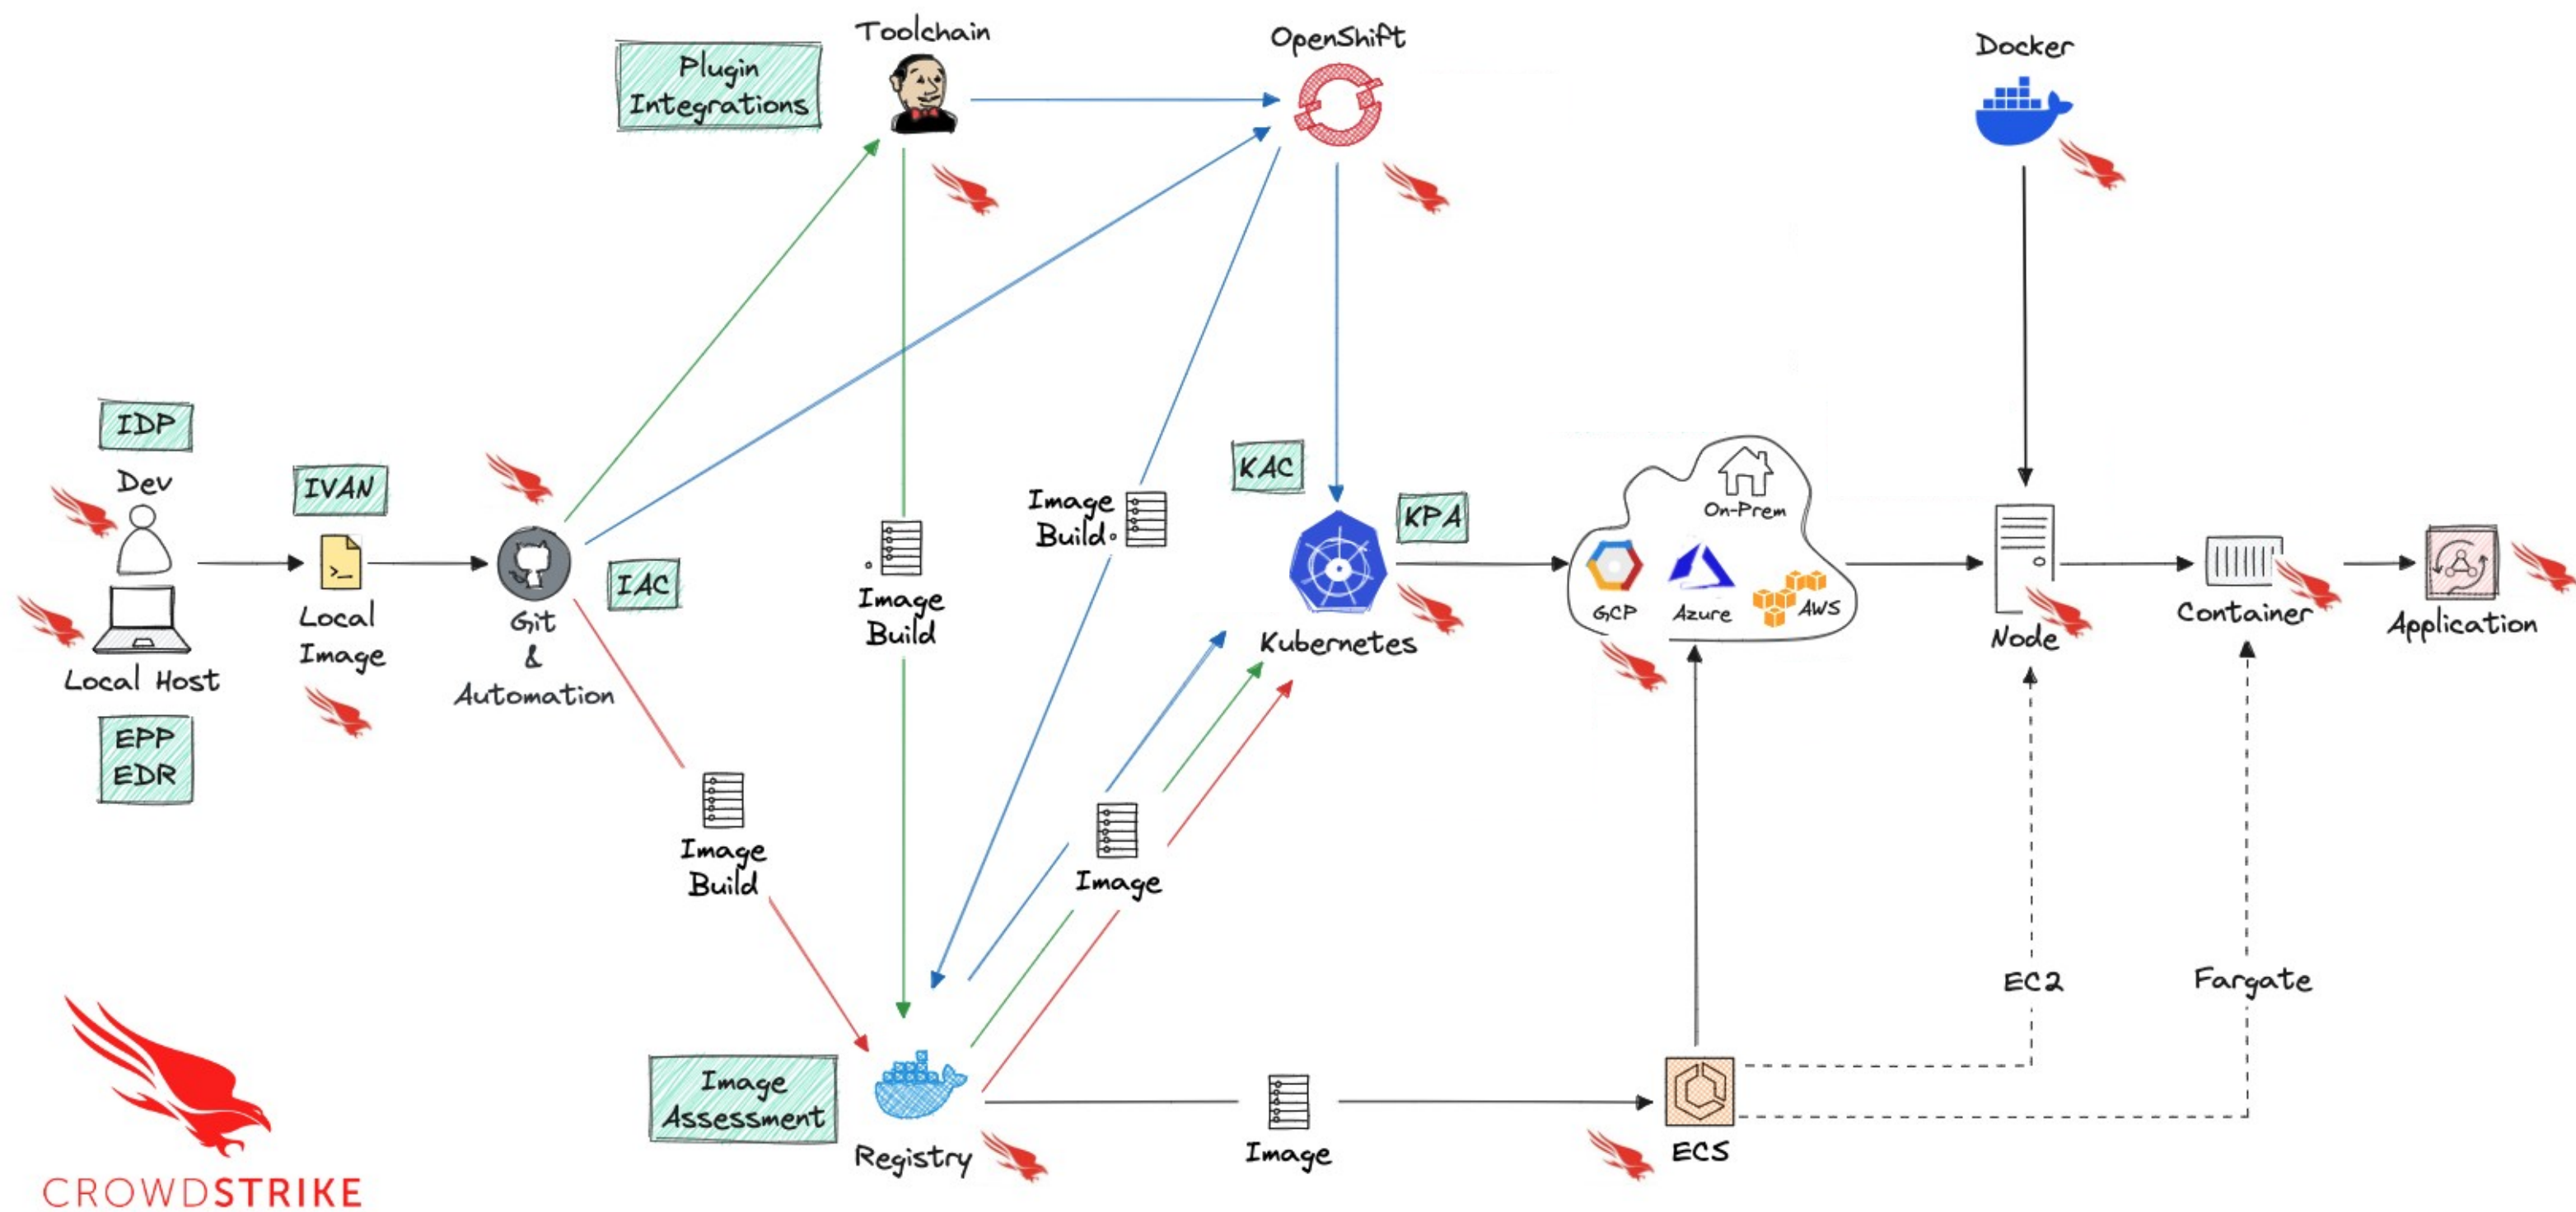 Toolchain
OpenShift
Docker
Plugin
Integrations
IDP
Dev
Local Host
EPP
EDR
IVAN
Local
Image
Git
&
Automation
IAC
Image
Build
Image
Build
Image
Build
KAC
KPA
Kubernetes
On-Prem
GCP
Azure
AWS
Node
Container
Application
Image
EC2
Fargate
Image
Assessment
Registry
Image
ECS
CROWDSTRIKE